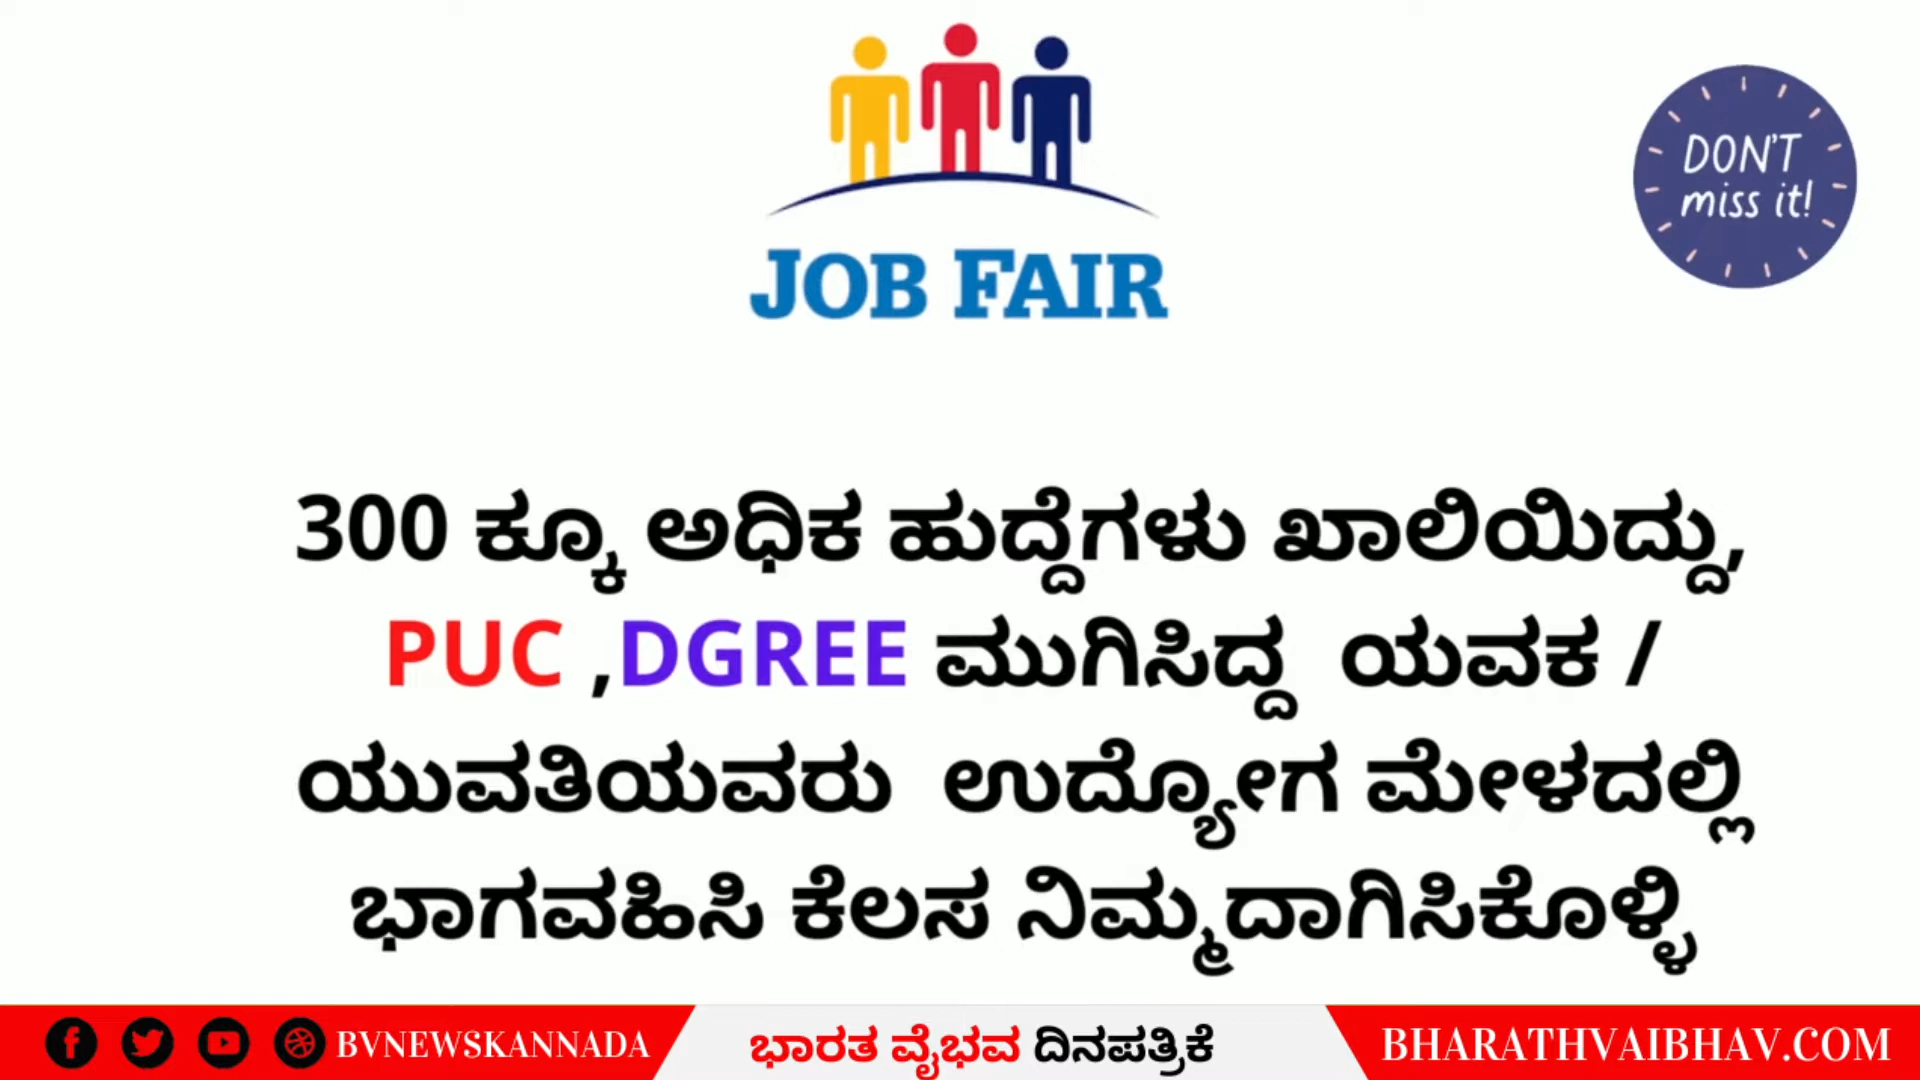 DON'T
miss it!
JOB FAIR
300 ಕ್ಕೂ ಅಧಿಕ ಹುದ್ದೆಗಳು ಖಾಲಿಯಿದ್ದು,
PUC ,DGREE ಮುಗಿಸಿದ್ದ ಯವಕ /
ಯುವತಿಯವರು ಉದ್ಯೋಗ ಮೇಳದಲ್ಲಿ
ಭಾಗವಹಿಸಿ ಕೆಲಸ ನಿಮ್ಮದಾಗಿಸಿಕೊಳ್ಳಿ
BVNEWSKANNADA ಭಾರತ ವೈಭವ ದಿನಪತ್ರಿಕೆ BHARATHVAIBHAV.COM